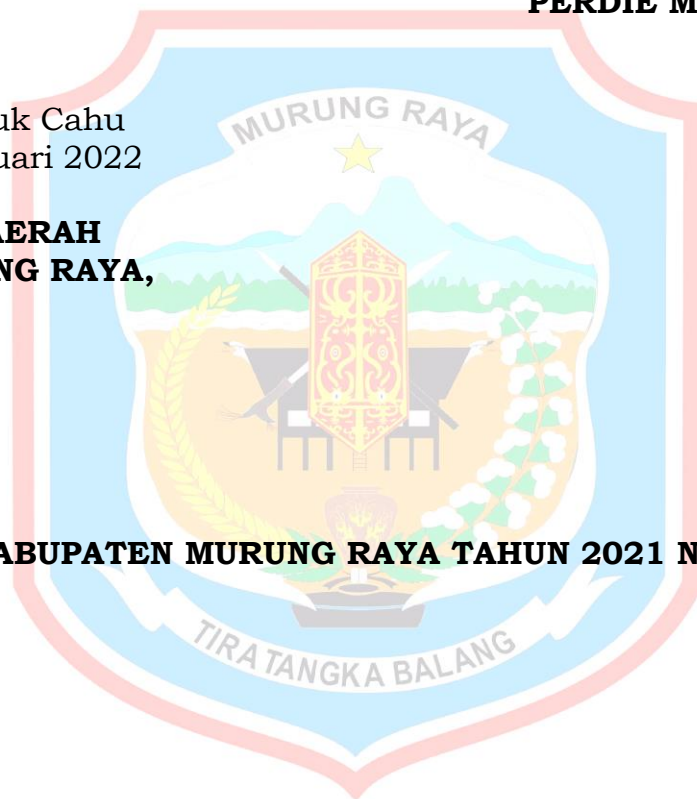 PERDIE M
MURUNG RAYA
uk Cahu
uari 2022
AERAH
NG RAYA,
ABUPATEN MURUNG RAYA TAHUN 2021 N
TIRA TANGKA BALANG